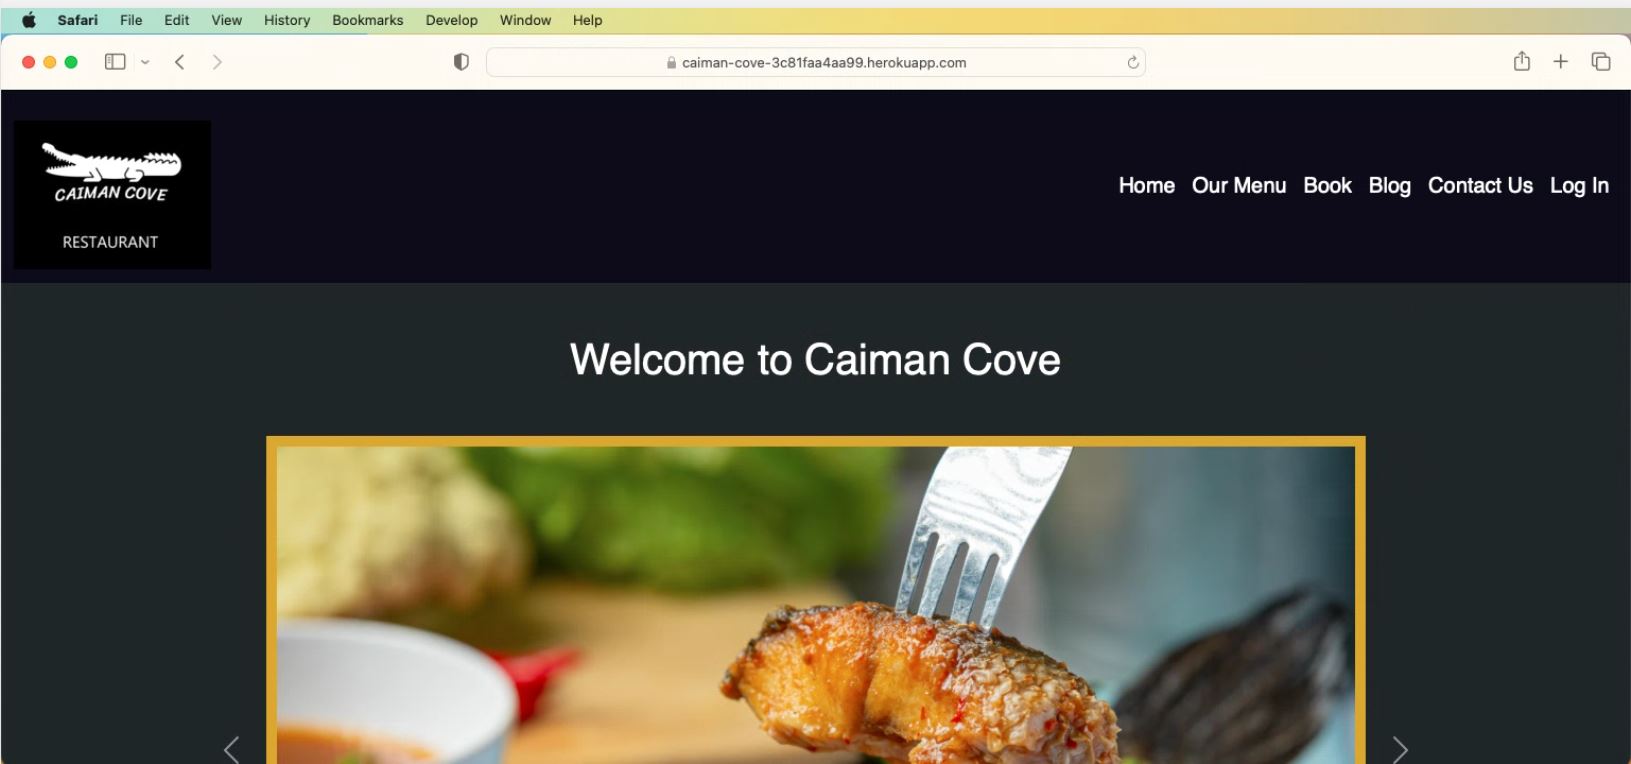 Safari File Edit View History Bookmarks Develop Window Help
caiman-cove-3c81faa4aa99.herokuapp.com
CAIMAN COVE
RESTAURANT
Home Our Menu Book Blog Contact Us Log In
Welcome to Caiman Cove